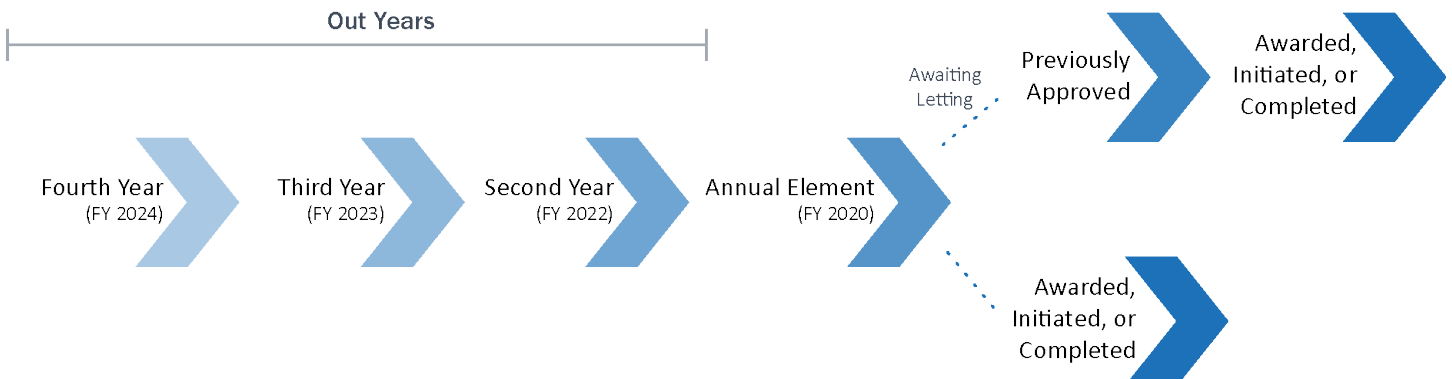 Out Years
Fourth Year
(FY 2024)
Third Year
(FY 2023)
Second Year
(FY 2022)
Annual Element
(FY 2020)
Awaiting
Letting
Previously
Approved
Awarded,
Initiated, or
Completed
Awarded,
Initiated, or
Completed